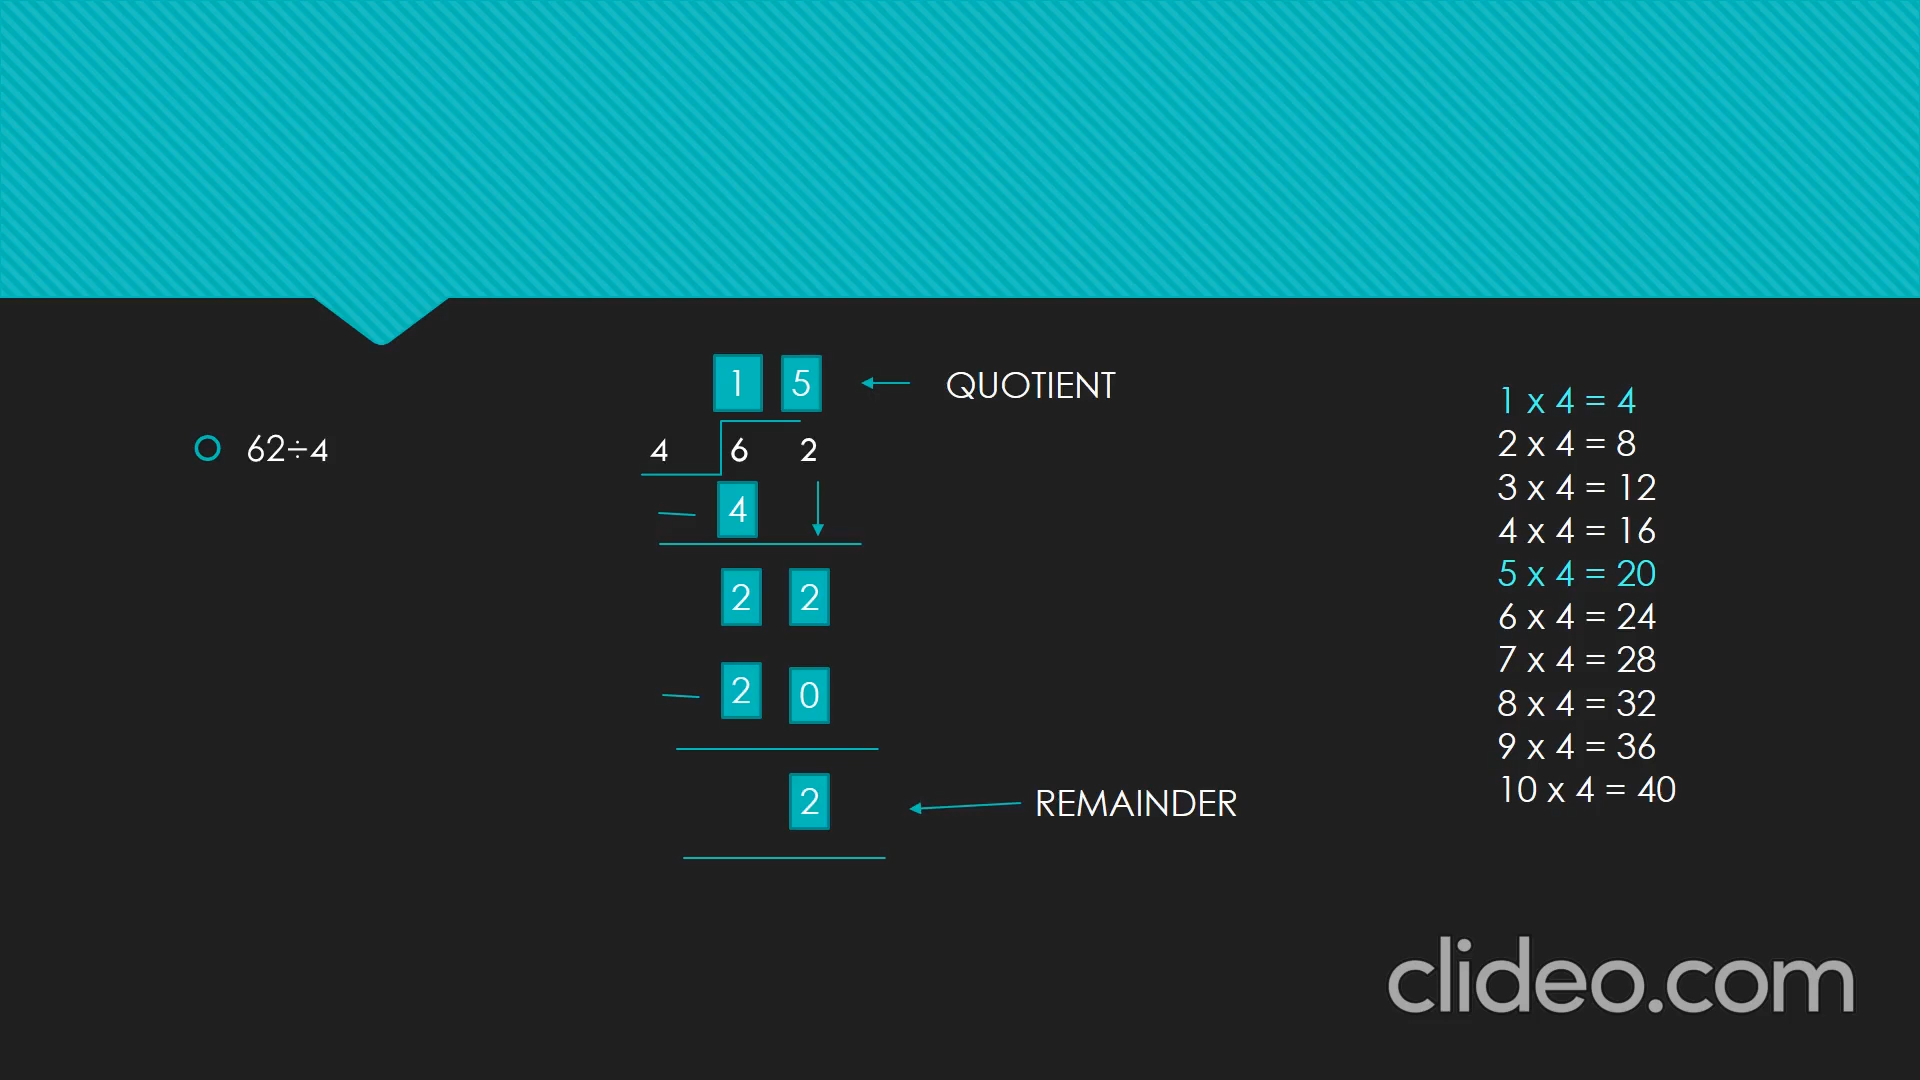 1 5 QUOTIENT
62÷4
4 6 2
4
2 2
2 0
2 REMAINDER
1 x 4 = 4
2 x 4 = 8
3 x 4 = 12
4 x 4 = 16
5 x 4 = 20
6 x 4 = 24
7 x 4 = 28
8 x 4 = 32
9 x 4 = 36
10 x 4 = 40
clideo.com